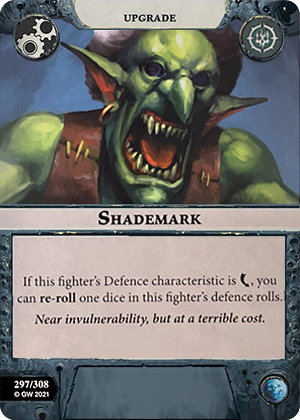 UPGRADE
SHADEMARK
If this fighter's Defence characteristic is , you
can re-roll one dice in this fighter's defence rolls.
Near invulnerability, but at a terrible cost.
297/308
© GW 2021